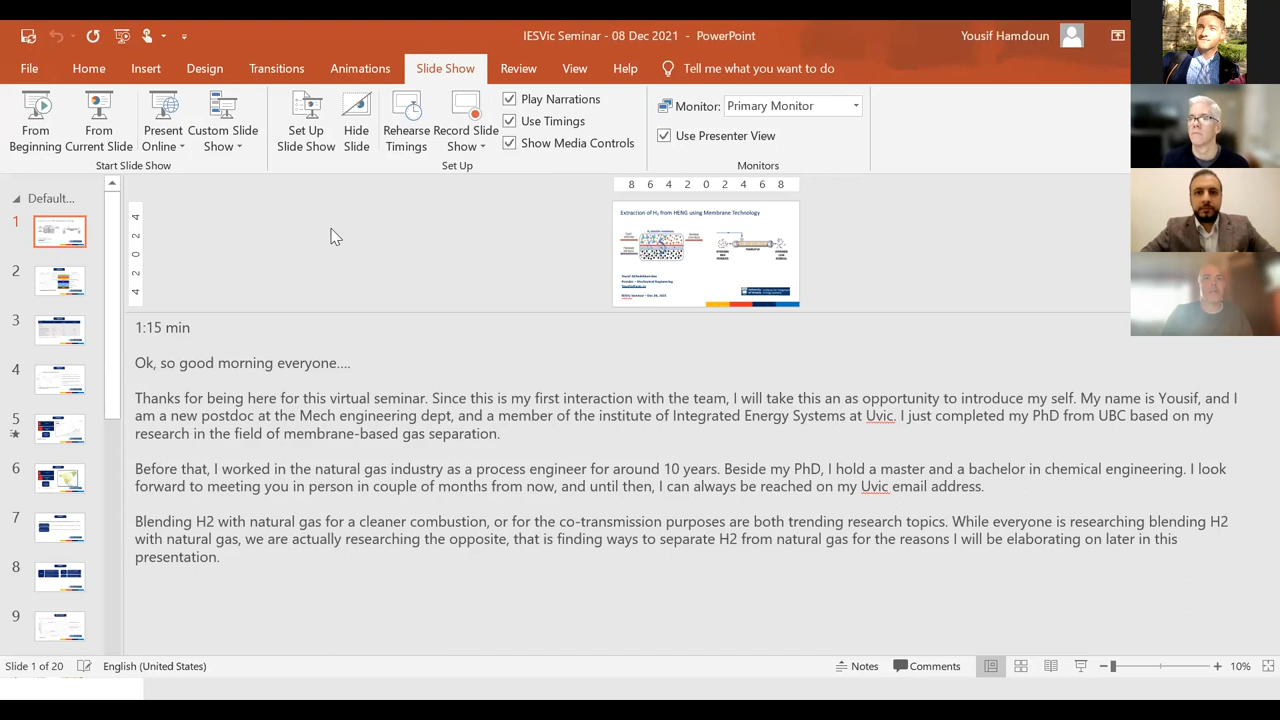 IESVic Seminar - 08 Dec 2021 - PowerPoint
Yousif Hamdoun
File Home Insert Design Transitions Animations Slide Show Review View Help Tell me what you want to do
From Beginning
From Current Slide
Present Online
Custom Slide Show
Set Up Slide Show
Hide Slide
Rehearse Timings
Record Slide Show
Play Narrations
Use Timings
Show Media Controls
Monitor: Primary Monitor
Use Presenter View
Start Slide Show
Set Up
Monitors
Default...
1
2
3
4
5
6
7
8
9
8 6 4 2 0 2 4 6 8
4 2 0 2 4
Extraction of H₂ from HENG using Membrane Technology
1:15 min
Ok, so good morning everyone....
Thanks for being here for this virtual seminar. Since this is my first interaction with the team, I will take this an as opportunity to introduce my self. My name is Yousif, and I
am a new postdoc at the Mech engineering dept, and a member of the institute of Integrated Energy Systems at Uvic. I just completed my PhD from UBC based on my
research in the field of membrane-based gas separation.
Before that, I worked in the natural gas industry as a process engineer for around 10 years. Beside my PhD, I hold a master and a bachelor in chemical engineering. I look
forward to meeting you in person in couple of months from now, and until then, I can always be reached on my Uvic email address.
Blending H2 with natural gas for a cleaner combustion, or for the co-transmission purposes are both trending research topics. While everyone is researching blending H2
with natural gas, we are actually researching the opposite, that is finding ways to separate H2 from natural gas for the reasons I will be elaborating on later in this
presentation.
Slide 1 of 20
English (United States)
Notes
Comments
10%